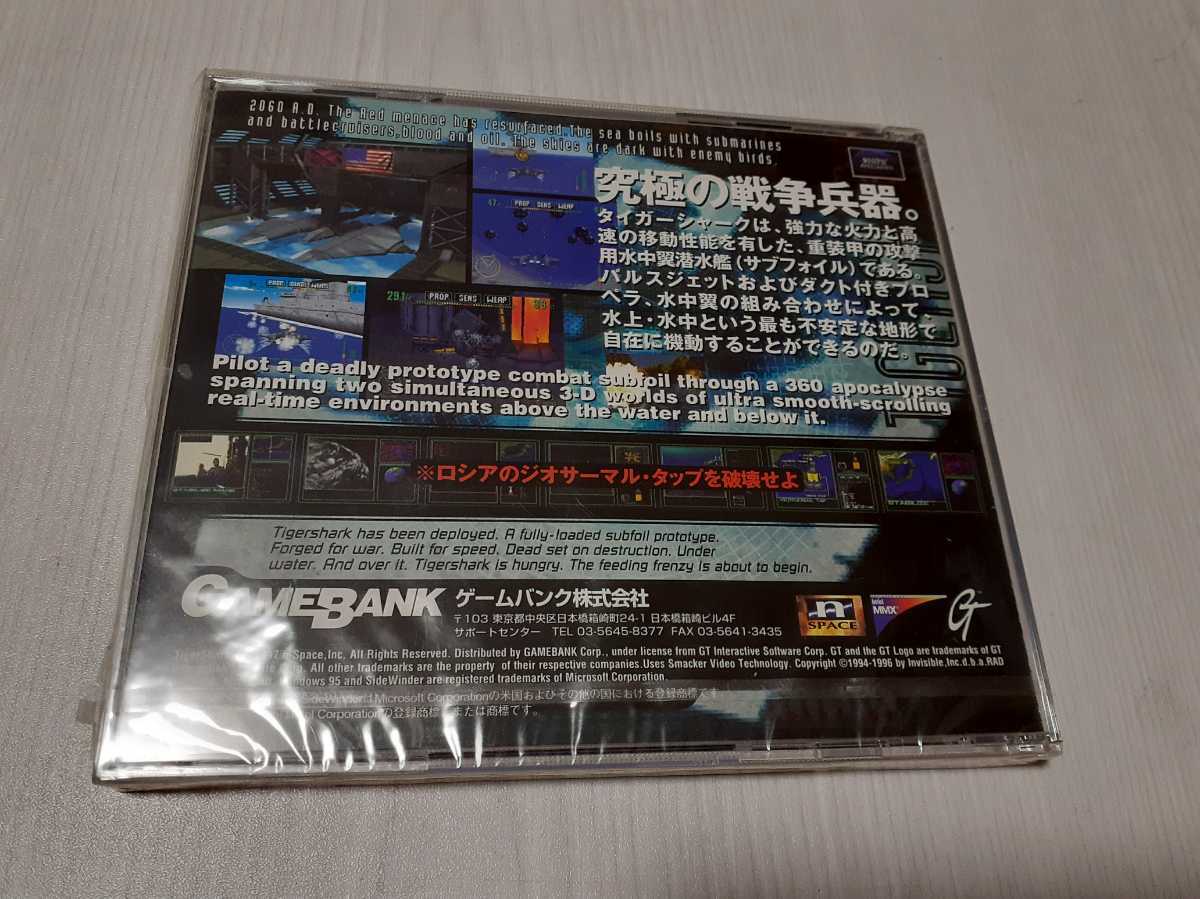 2060 A.D. The Red menace has resurfaced.The sea boils with submarines
and battlecruisers,blood and oil. The skies are dark with enemy birds.
究極の戦争兵器。
タイガーシャークは、強力な火力と高
速の移動性能を有した、重装甲の攻撃
用水中翼潜水艦(サブフォイル)である。
パルスジェットおよびダクト付きプロ
ペラ、水中翼の組み合わせによって、
水上・水中という最も不安定な地形で
自在に機動することができるのだ。
PROP SENS WEAP
291 PROP SENS WEAP
Pilot a deadly prototype combat subfoil through a 360 apocalypse
spanning two simultaneous 3-D worlds of ultra smooth-scrolling
real-time environments above the water and below it.
※ロシアのジオサーマル・タップを破壊せよ
Tigershark has been deployed. A fully-loaded subfoil prototype.
Forged for war. Built for speed. Dead set on destruction. Under
water. And over it. Tigershark is hungry. The feeding frenzy is about to begin.
GAMEBANK ゲームバンク株式会社
〒103 東京都中央区日本橋箱崎町24-1 日本橋箱崎ビル4F
サポートセンター TEL 03-5645-8377 FAX 03-5641-3435
n SPACE
intel MMX
GT
Space,Inc, All Rights Reserved. Distributed by GAMEBANK Corp., under license from GT Interactive Software Corp. GT and the GT Logo are trademarks of GT
Corp. All other trademarks are the property of their respective companies.Uses Smacker Video Technology. Copyright ©1994-1996 by Invisible,Inc.d.b.a.RAD
Windows 95 and SideWinder are registered trademarks of Microsoft Corporation.
SideWinderは Microsoft Corporationの米国およびその他の国における登録商標です
Corporationの登録商標または商標です。